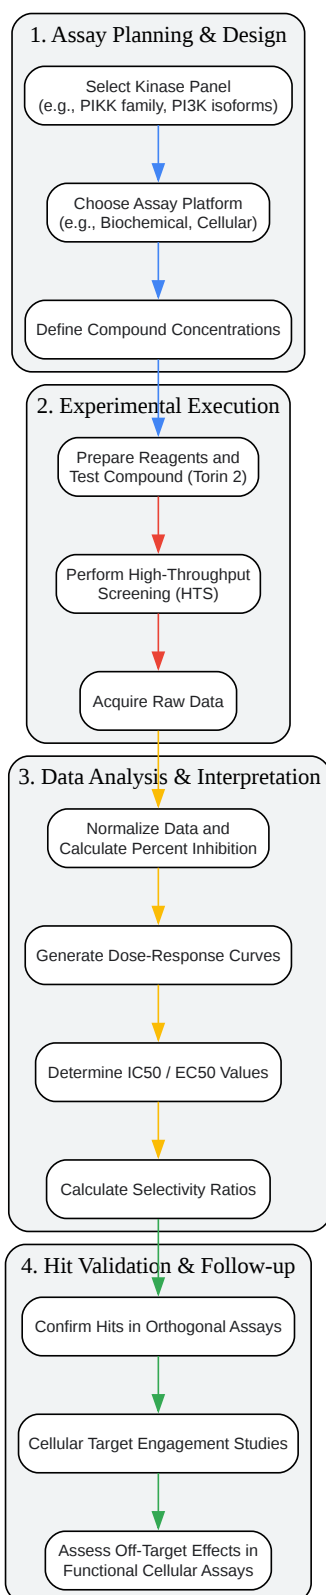 1. Assay Planning & Design
Select Kinase Panel
(e.g., PIKK family, PI3K isoforms)
Choose Assay Platform
(e.g., Biochemical, Cellular)
Define Compound Concentrations
2. Experimental Execution
Prepare Reagents and
Test Compound (Torin 2)
Perform High-Throughput
Screening (HTS)
Acquire Raw Data
3. Data Analysis & Interpretation
Normalize Data and
Calculate Percent Inhibition
Generate Dose-Response Curves
Determine IC50 / EC50 Values
Calculate Selectivity Ratios
4. Hit Validation & Follow-up
Confirm Hits in Orthogonal Assays
Cellular Target Engagement Studies
Assess Off-Target Effects in
Functional Cellular Assays